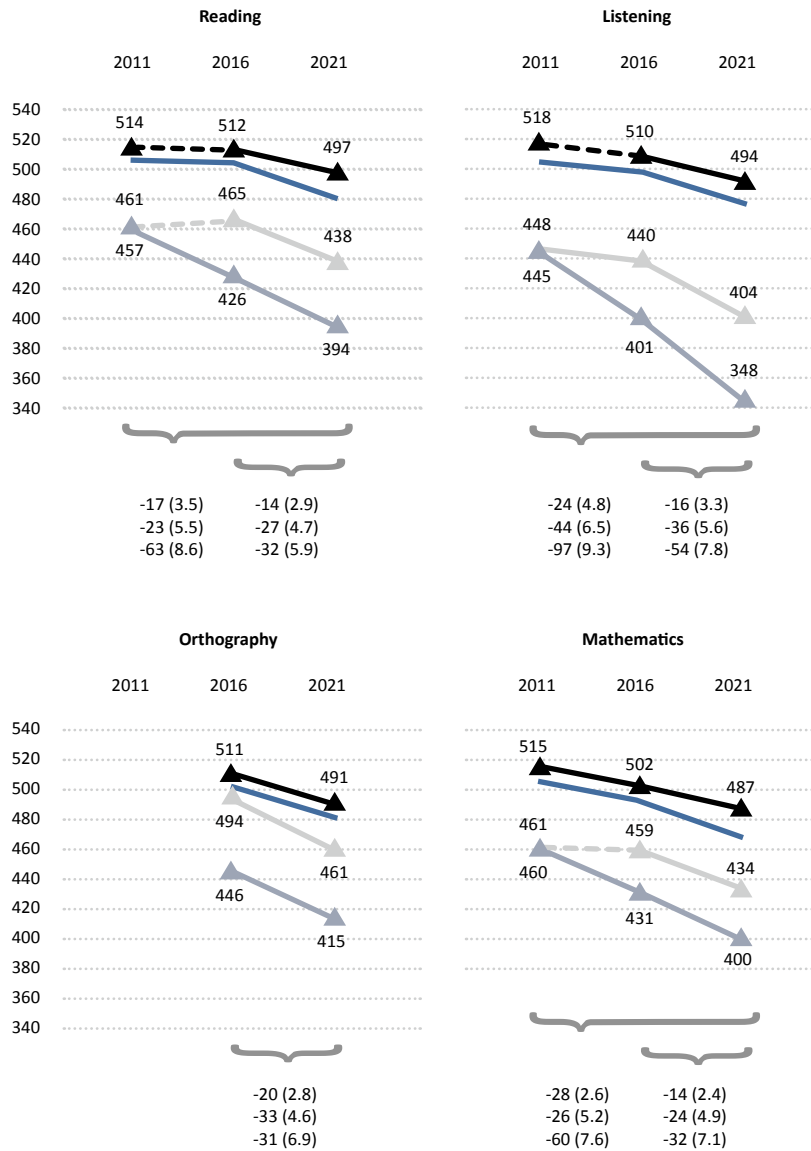 Reading
2011 2016 2021
540
520
500
480
460
440
420
400
380
360
340
514 512 497
461 465 438
457 426 394
-17 (3.5) -14 (2.9)
-23 (5.5) -27 (4.7)
-63 (8.6) -32 (5.9)
Listening
2011 2016 2021
518 510 494
448 440 404
445 401 348
-24 (4.8) -16 (3.3)
-44 (6.5) -36 (5.6)
-97 (9.3) -54 (7.8)
Orthography
2011 2016 2021
540
520
500
480
460
440
420
400
380
360
340
511 491
494 461
446 415
-20 (2.8)
-33 (4.6)
-31 (6.9)
Mathematics
2011 2016 2021
515 502 487
461 459 434
460 431 400
-28 (2.6) -14 (2.4)
-26 (5.2) -24 (4.9)
-60 (7.6) -32 (7.1)